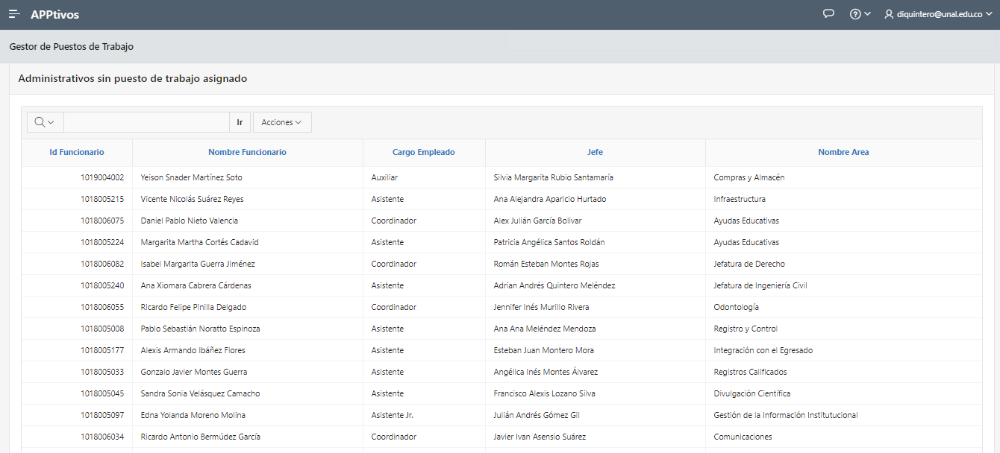 APPtivos
diquintero@unal.edu.co
Gestor de Puestos de Trabajo
Administrativos sin puesto de trabajo asignado
Ir Acciones
Id Funcionario Nombre Funcionario Cargo Empleado Jefe Nombre Area
1019004002 Yeison Snader Martínez Soto Auxiliar Silvia Margarita Rubio Santamaría Compras y Almacén
1018005215 Vicente Nicolás Suárez Reyes Asistente Ana Alejandra Aparicio Hurtado Infraestructura
1018006075 Daniel Pablo Nieto Valencia Coordinador Alex Julián García Bolivar Ayudas Educativas
1018005224 Margarita Martha Cortés Cadavid Asistente Patricia Angélica Santos Roldán Ayudas Educativas
1018006082 Isabel Margarita Guerra Jiménez Coordinador Román Esteban Montes Rojas Jefatura de Derecho
1018005240 Ana Xiomara Cabrera Cárdenas Asistente Adrian Andrés Quintero Meléndez Jefatura de Ingeniería Civil
1018006055 Ricardo Felipe Pinilla Delgado Coordinador Jennifer Inés Murillo Rivera Odontología
1018005008 Pablo Sebastián Noratto Espinoza Asistente Ana Ana Meléndez Mendoza Registro y Control
1018005177 Alexis Armando Ibáñez Flores Asistente Esteban Juan Montero Mora Integración con el Egresado
1018005033 Gonzalo Javier Montes Guerra Asistente Angélica Inés Montes Álvarez Registros Calificados
1018005045 Sandra Sonia Velásquez Camacho Asistente Francisco Alexis Lozano Silva Divulgación Científica
1018005097 Edna Yolanda Moreno Molina Asistente Jr. Julián Andrés Gómez Gil Gestión de la Información Institutucional
1018006034 Ricardo Antonio Bermúdez García Coordinador Javier Ivan Asensio Suárez Comunicaciones